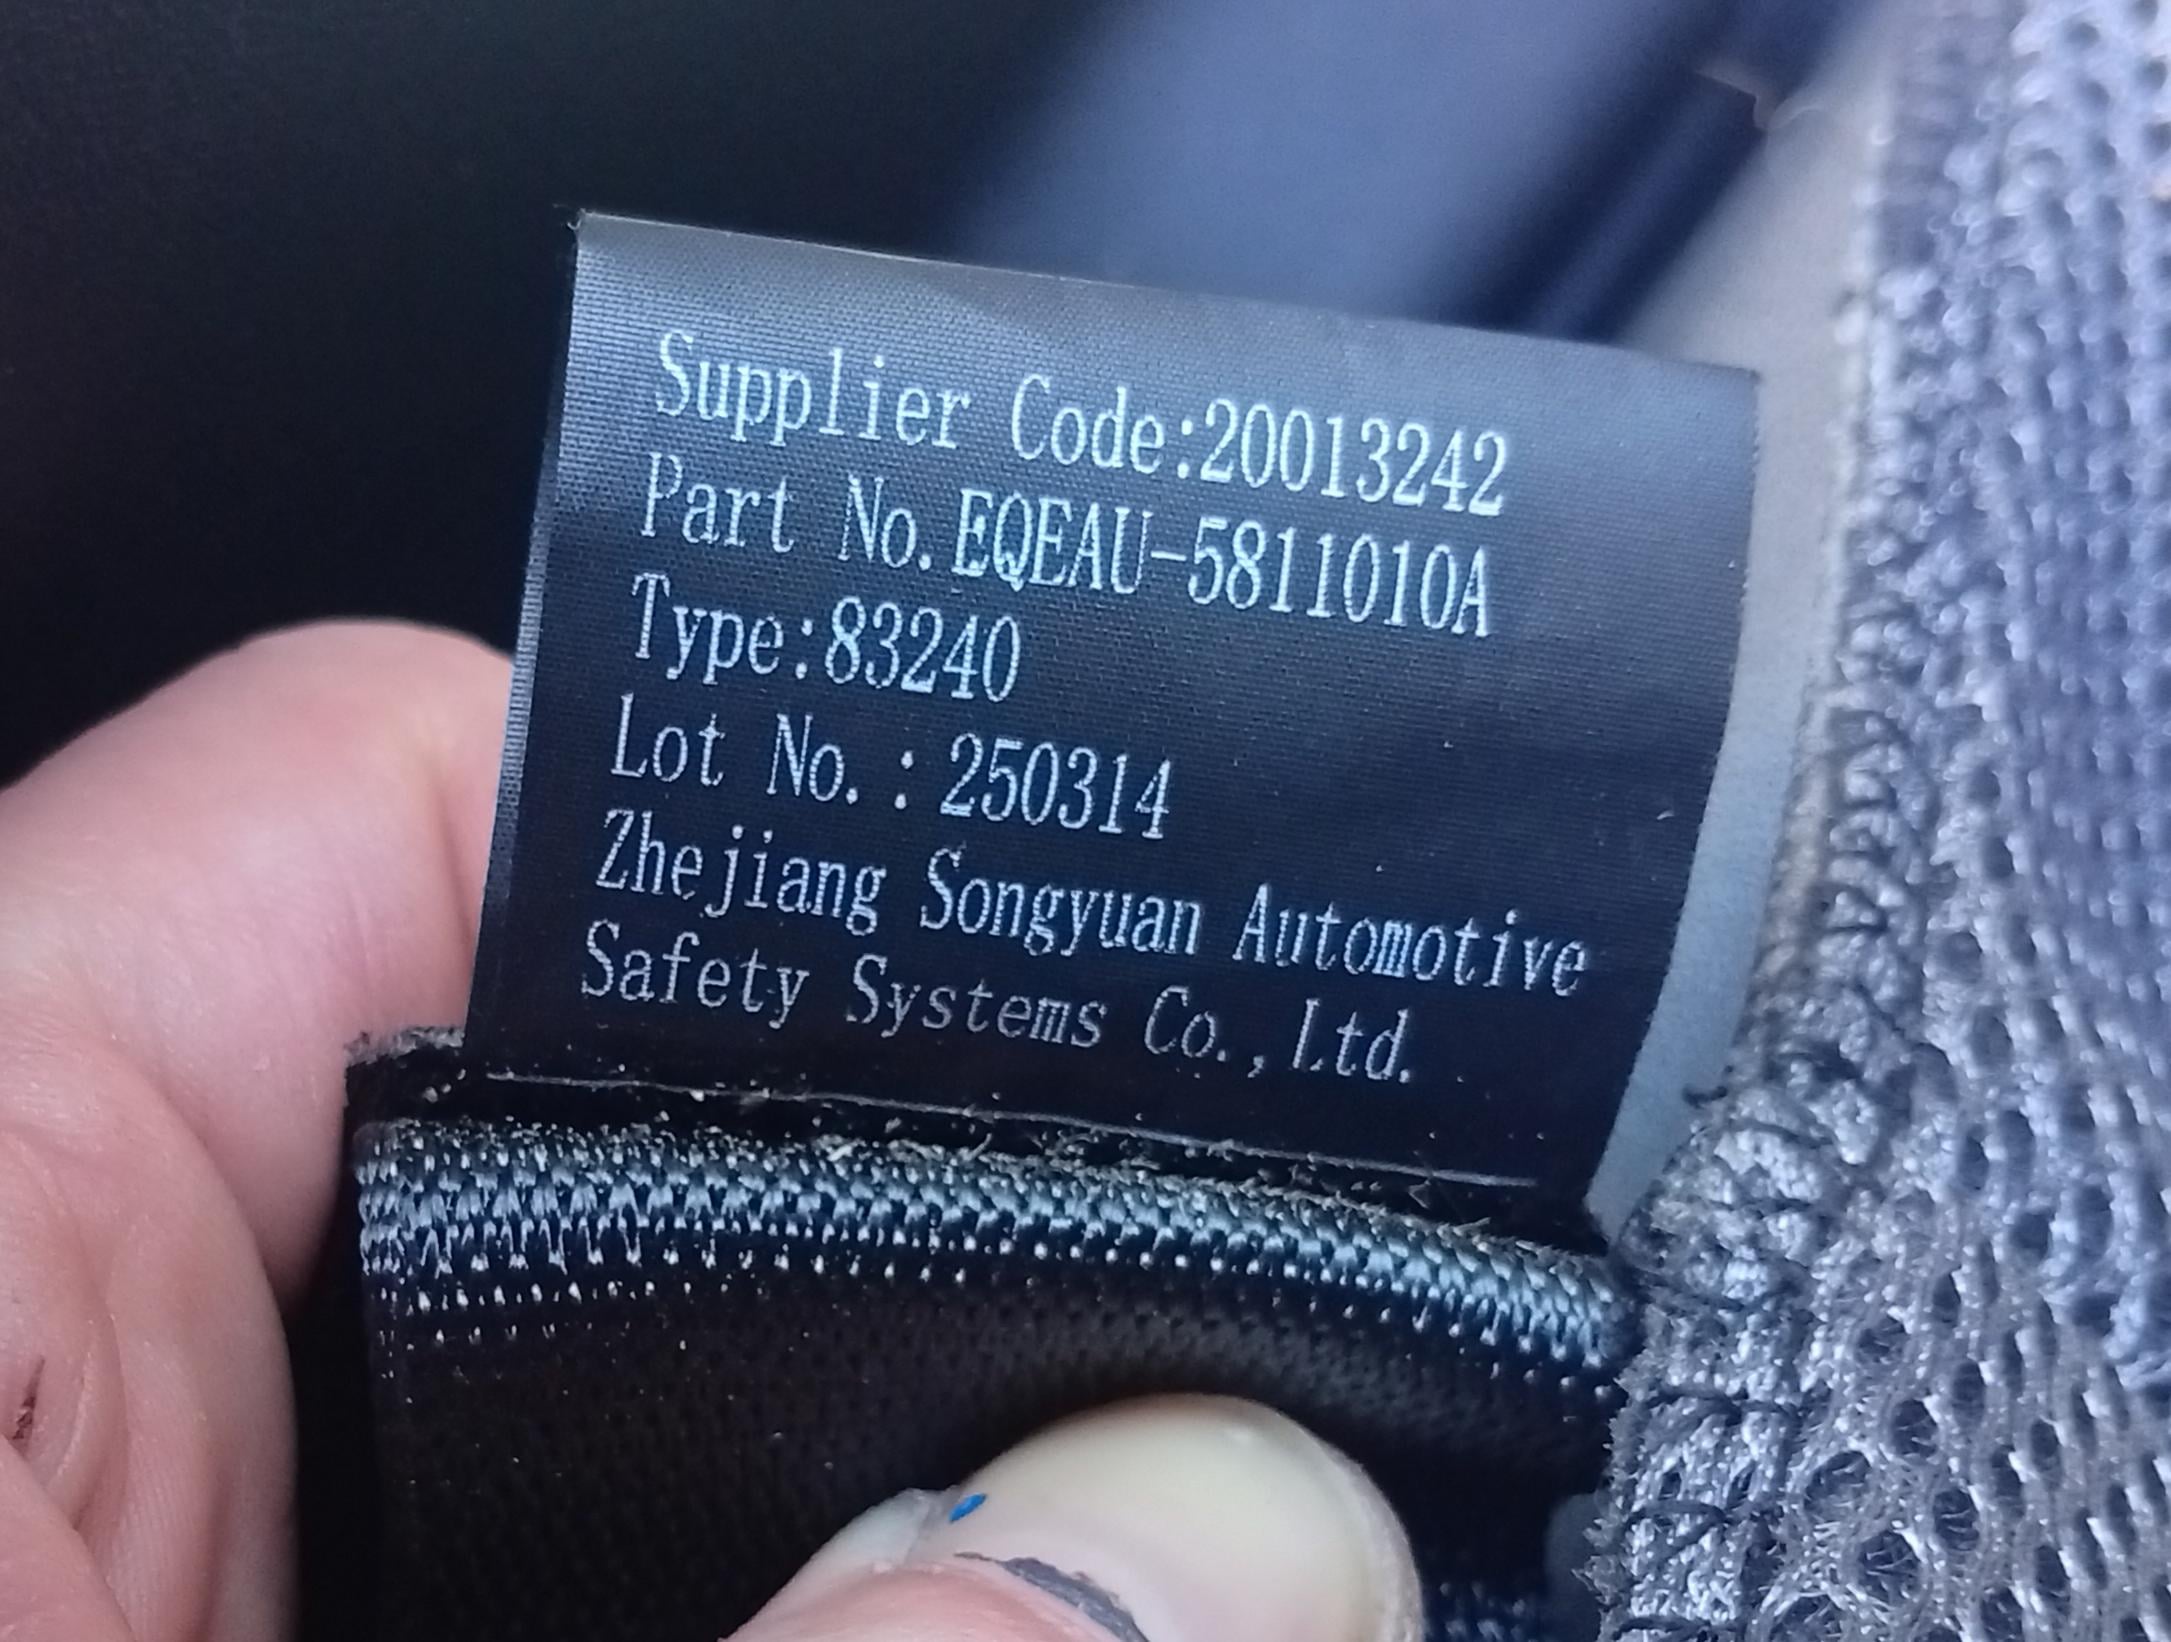 Supplier Code:20013242
Part No.EQEAU-5811010A
Type:83240
Lot No.: 250314
Zhejiang Songyuan Automotive
Safety Systems Co.,Ltd.